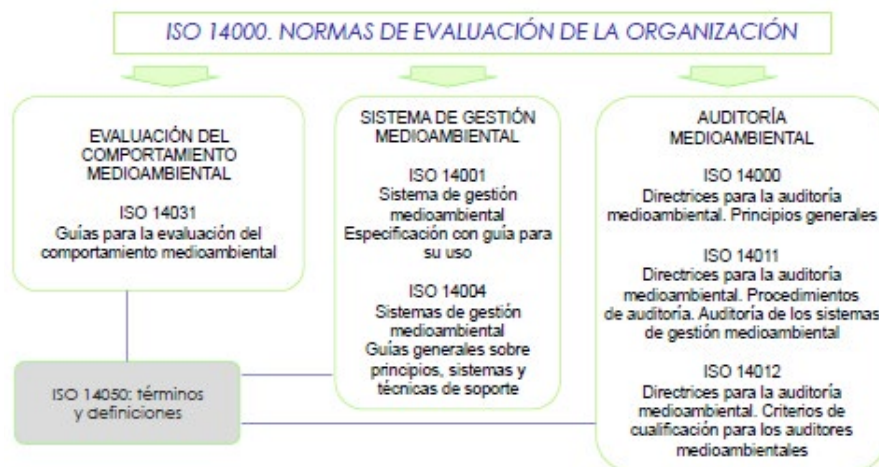 ISO 14000. NORMAS DE EVALUACIÓN DE LA ORGANIZACIÓN
EVALUACIÓN DEL
COMPORTAMIENTO
MEDIOAMBIENTAL
ISO 14031
Guías para la evaluación del
comportamiento medioambiental
SISTEMA DE GESTIÓN
MEDIOAMBIENTAL
ISO 14001
Sistema de gestión
medioambiental
Especificación con guía para
su uso
ISO 14004
Sistemas de gestión
medioambiental
Guías generales sobre
principios, sistemas y
técnicas de soporte
AUDITORÍA
MEDIOAMBIENTAL
ISO 14000
Directrices para la auditoría
medioambiental. Principios generales
ISO 14011
Directrices para la auditoría
medioambiental. Procedimientos
de auditoría. Auditoría de los sistemas
de gestión medioambiental
ISO 14012
Directrices para la auditoría
medioambiental. Criterios de
cualificación para los auditores
medioambientales
ISO 14050: términos
y definiciones